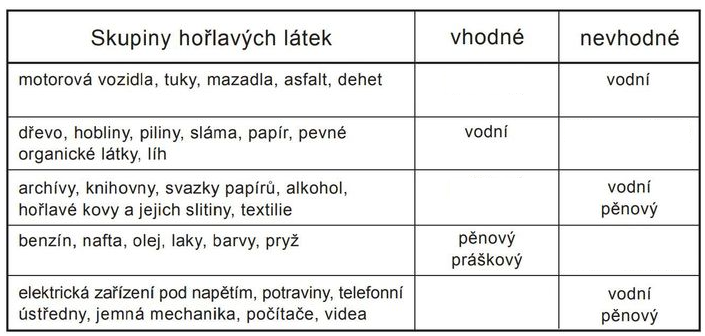 Skupiny hořlavých látek vhodné nevhodné
motorová vozidla, tuky, mazadla, asfalt, dehet vodní
dřevo, hobliny, piliny, sláma, papír, pevné vodní
organické látky, líh
archívy, knihovny, svazky papírů, alkohol, vodní
hořlavé kovy a jejich slitiny, textilie pěnový
benzín, nafta, olej, laky, barvy, pryž pěnový
práškový
elektrická zařízení pod napětím, potraviny, telefonní vodní
ústředny, jemná mechanika, počítače, videa pěnový